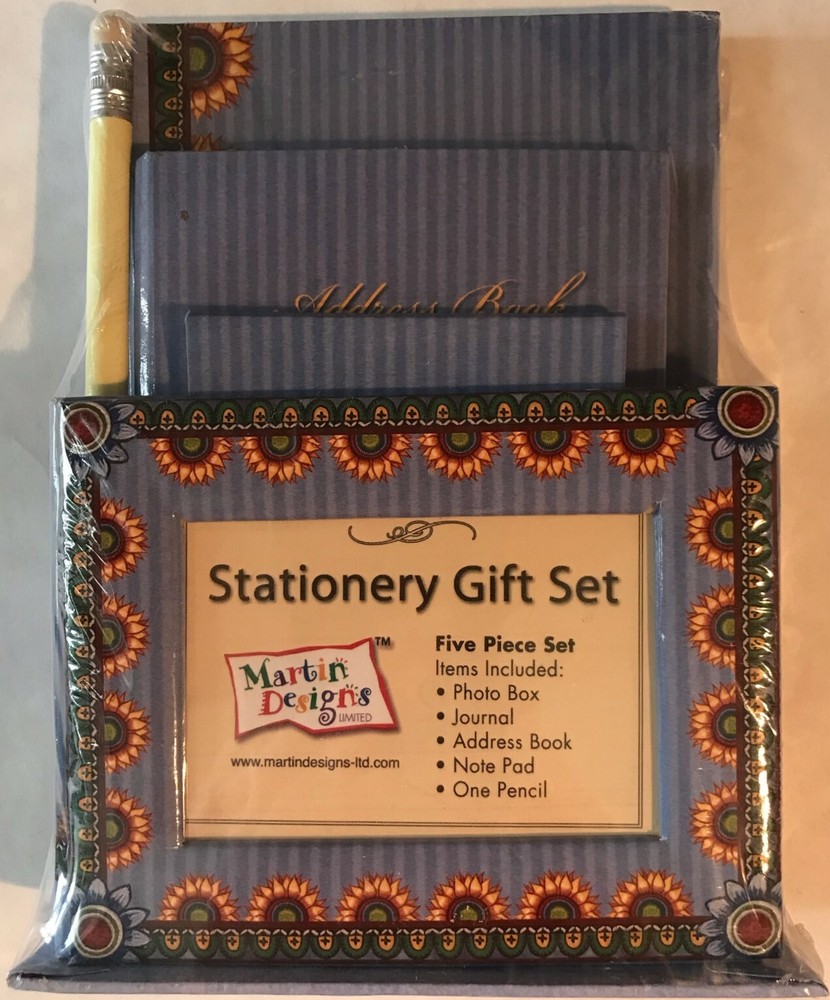 Address Book
Stationery Gift Set
Martin
Designs
LIMITED
TM
www.martindesigns-ltd.com
Five Piece Set
Items Included:
• Photo Box
• Journal
• Address Book
• Note Pad
• One Pencil